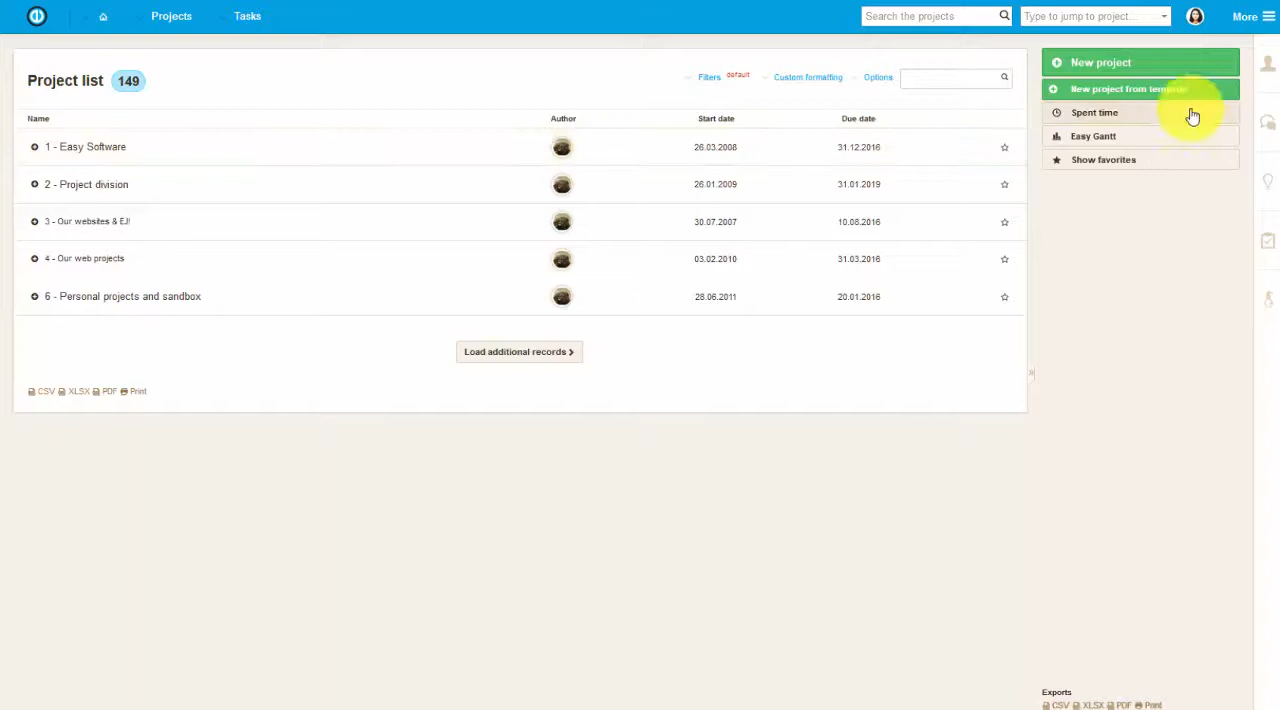 Projects
Tasks
Search the projects
Type to jump to project...
More
Project list 149
Filters default
Custom formatting
Options
Name Author Start date Due date
1 - Easy Software 26.03.2008 31.12.2016
2 - Project division 26.01.2009 31.01.2019
3 - Our websites & EJ! 30.07.2007 10.08.2016
4 - Our web projects 03.02.2010 31.03.2016
6 - Personal projects and sandbox 28.06.2011 20.01.2016
Load additional records
CSV XLSX PDF Print
New project
New project from template
Spent time
Easy Gantt
Show favorites
Exports
CSV XLSX PDF Print